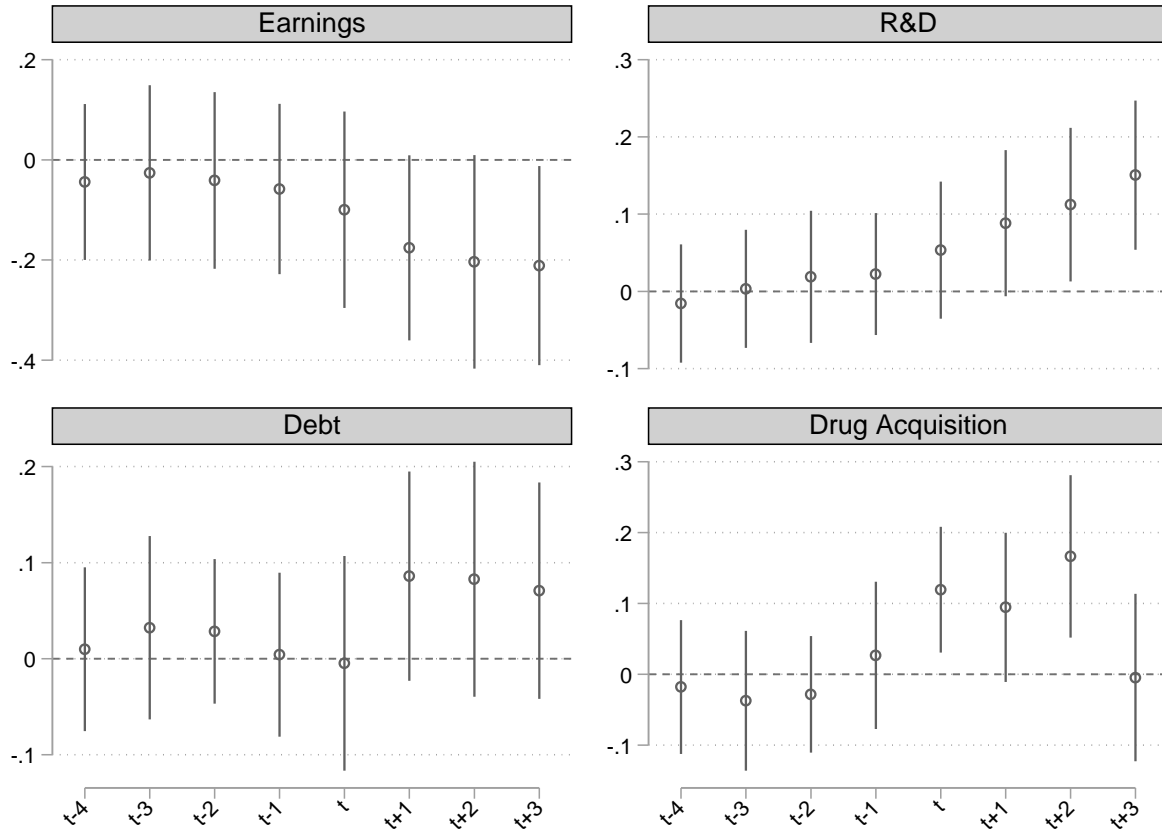 Earnings
.2
0
-.2
-.4
R&D
.3
.2
.1
0
-.1
Debt
.2
.1
0
-.1
t-4
t-3
t-2
t-1
t
t+1
t+2
t+3
Drug Acquisition
.3
.2
.1
0
-.1
t-4
t-3
t-2
t-1
t
t+1
t+2
t+3